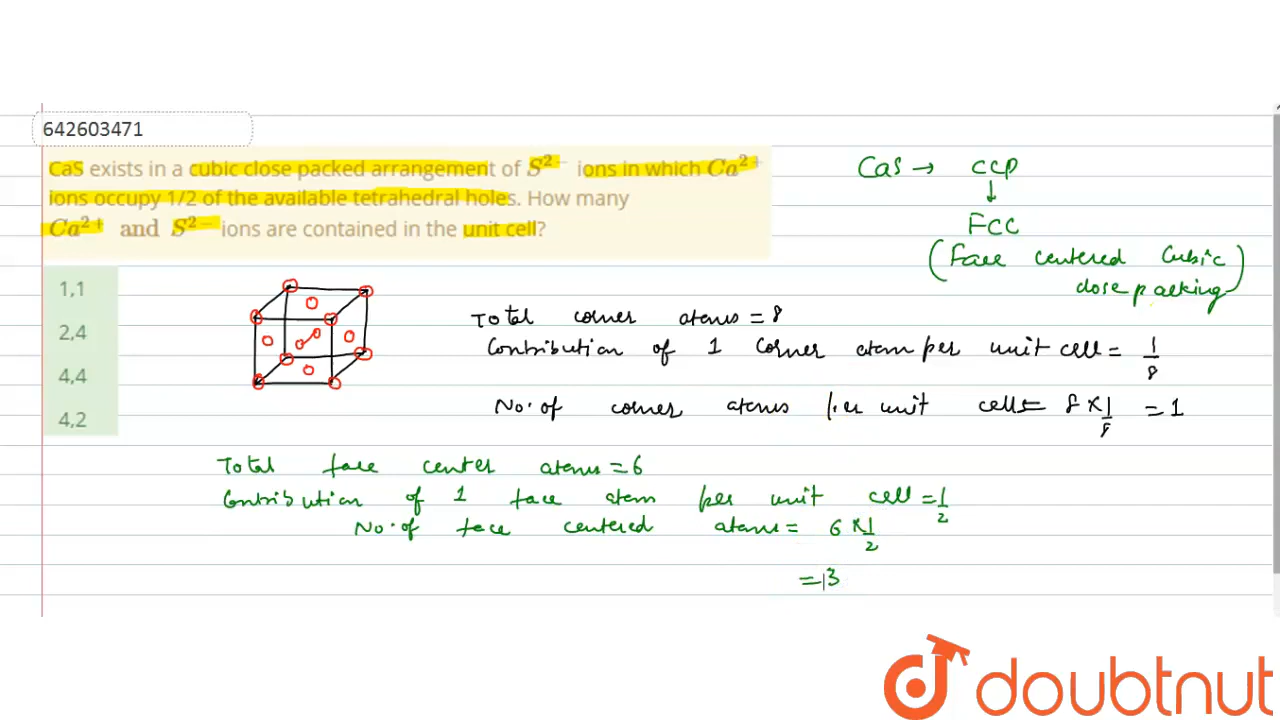 642603471
CaS exists in a cubic close packed arrangement of S²⁻ ions in which Ca²⁺
ions occupy 1/2 of the available tetrahedral holes. How many
Ca²⁺ and S²⁻ ions are contained in the unit cell?
1,1
2,4
4,4
4,2
CaS → CCP
↓
FCC
(Face centered Cubic
close packing)
Total corner atoms = 8
Contribution of 1 corner atom per unit cell = 1/8
No. of corner atoms per unit cell = 8 × 1/8 = 1
Total face center atoms = 6
Contribution of 1 face atom per unit cell = 1/2
No. of face centered atoms = 6 × 1/2
= 3
doubtnut